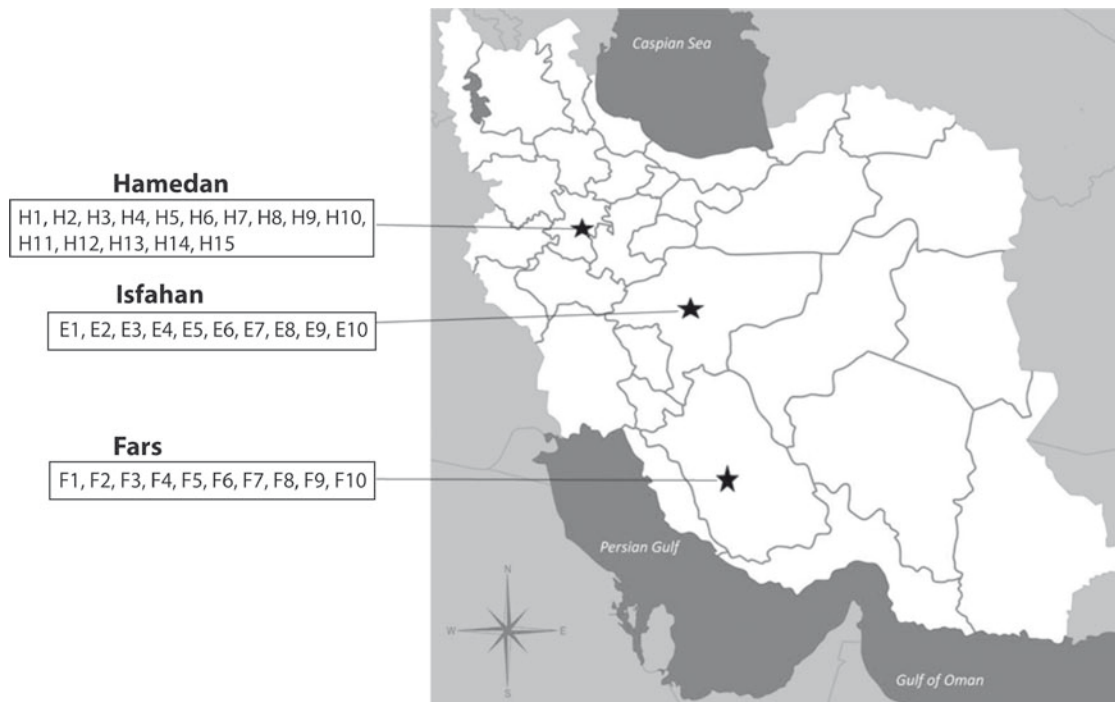 Caspian Sea
Hamedan
H1, H2, H3, H4, H5, H6, H7, H8, H9, H10,
H11, H12, H13, H14, H15
Isfahan
E1, E2, E3, E4, E5, E6, E7, E8, E9, E10
Fars
F1, F2, F3, F4, F5, F6, F7, F8, F9, F10
Persian Gulf
N
W
E
S
Gulf of Oman